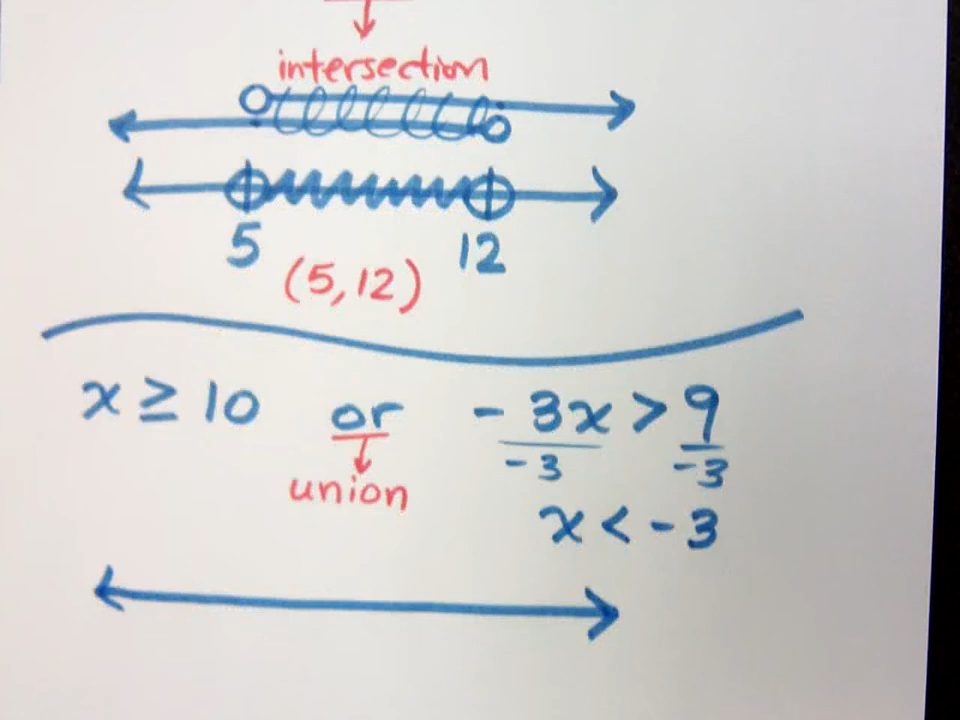 intersection
5 12
(5,12)
x ≥ 10 or -3x > 9
-3 -3
union
x < -3